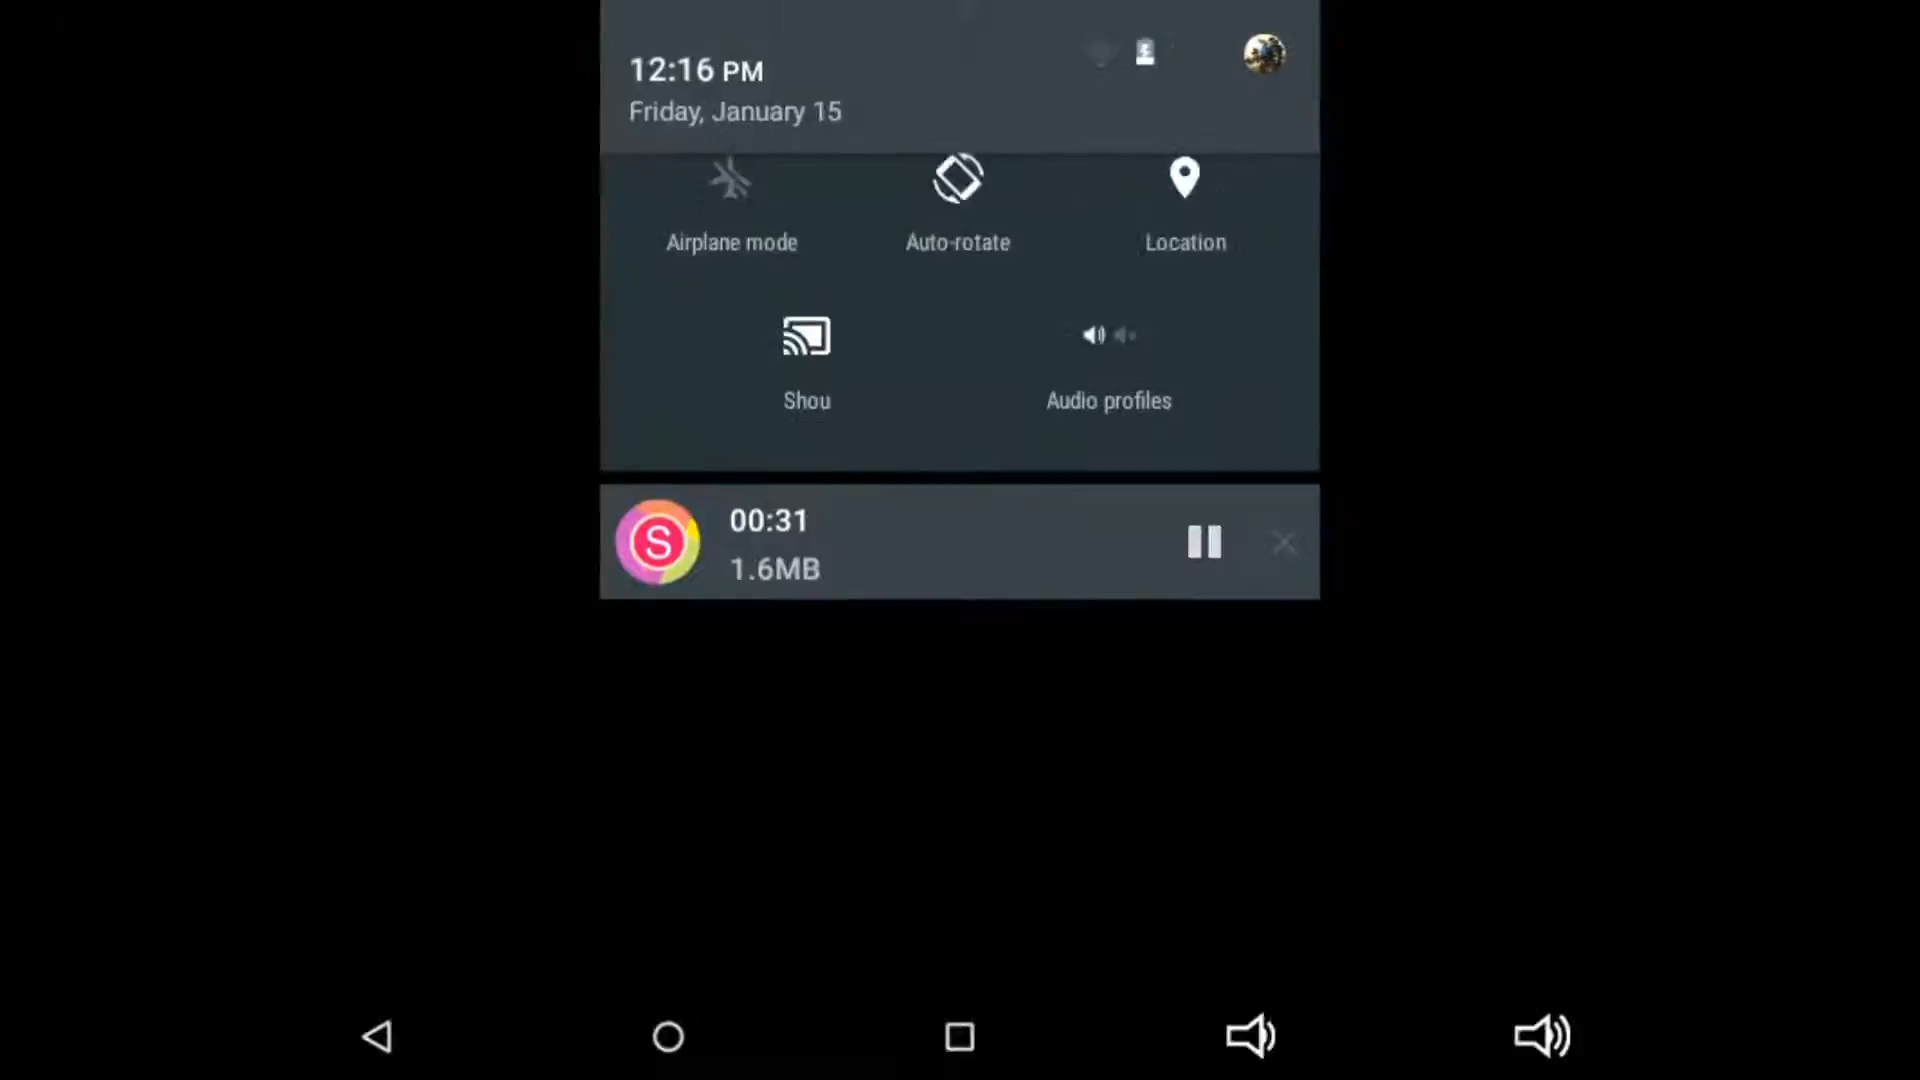 12:16 PM
Friday, January 15
Airplane mode
Auto-rotate
Location
Shou
Audio profiles
S
00:31
1.6MB